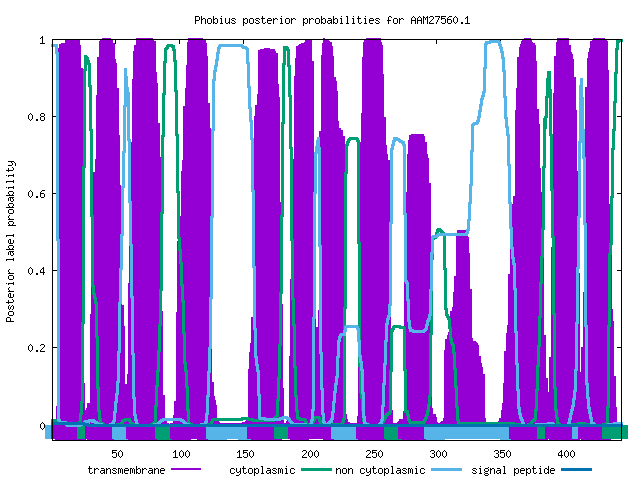 Phobius posterior probabilities for AAM27560.1
Posterior label probability
1
0.8
0.6
0.4
0.2
0
50 100 150 200 250 300 350 400
transmembrane cytoplasmic non cytoplasmic signal peptide